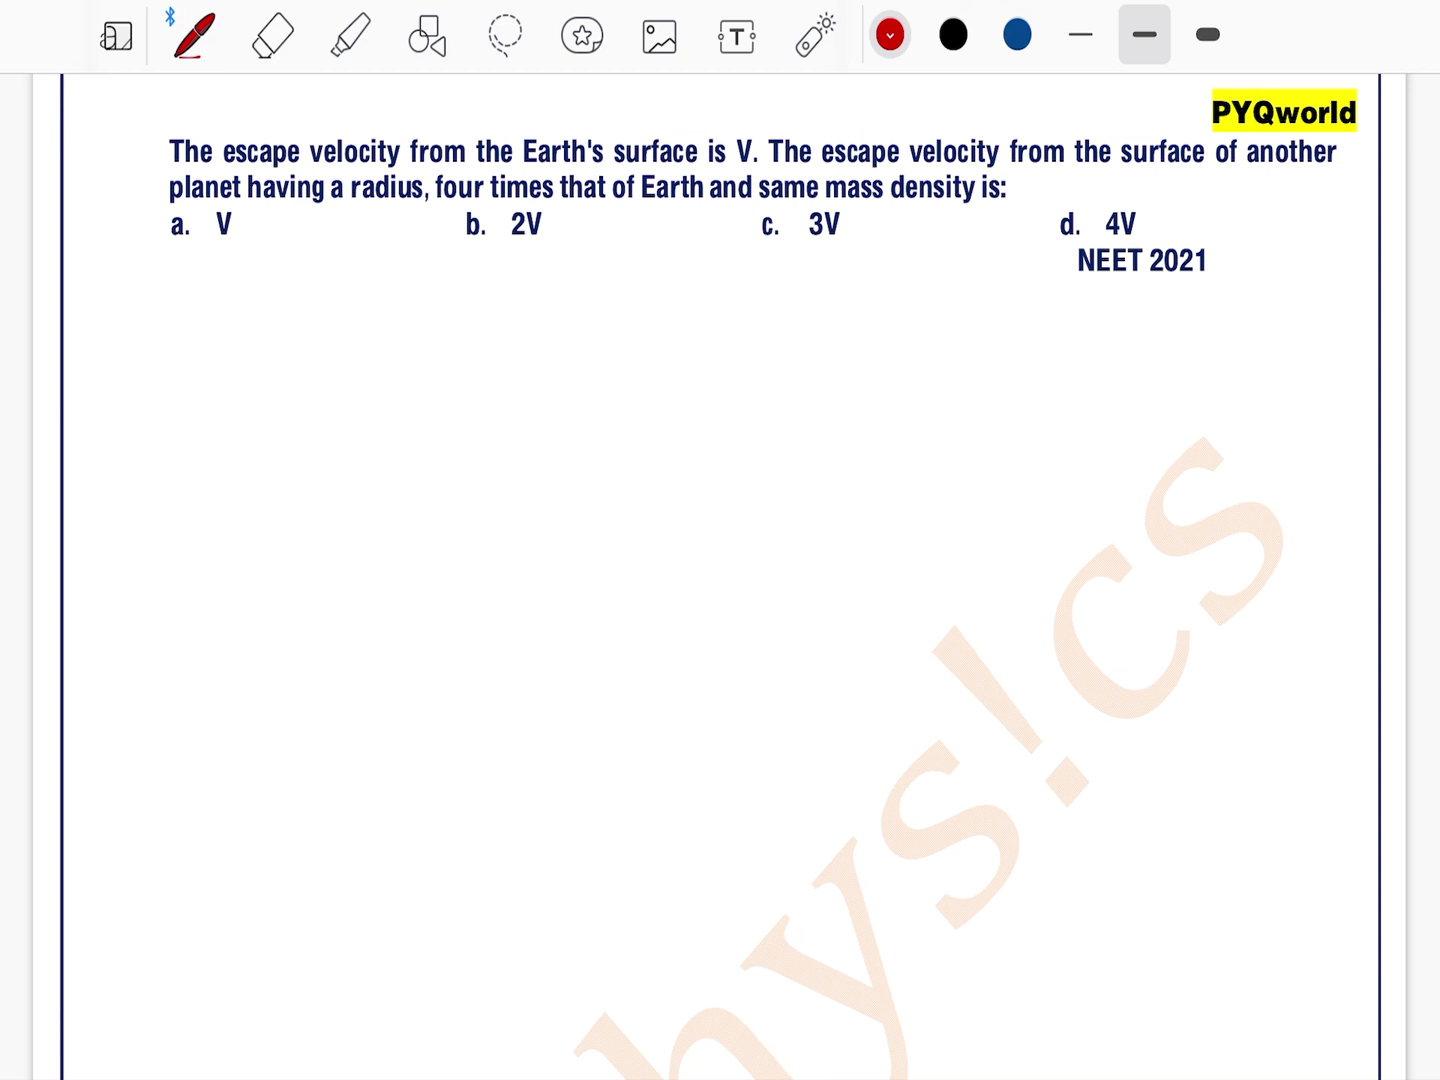 PYQworld
The escape velocity from the Earth's surface is V. The escape velocity from the surface of another
planet having a radius, four times that of Earth and same mass density is:
a. V b. 2V c. 3V d. 4V
NEET 2021
hys!cs